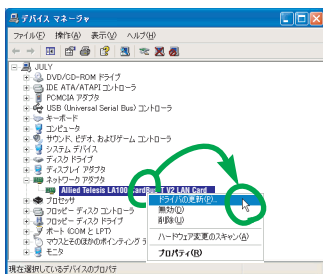 デバイス マネージャ
ファイル(F) 操作(A) 表示(V) ヘルプ(H)
JULY
DVD/CD-ROM ドライブ
IDE ATA/ATAPI コントローラ
PCMCIA アダプタ
USB (Universal Serial Bus) コントローラ
キーボード
コンピュータ
サウンド、ビデオ、およびゲーム コントローラ
システム デバイス
ディスク ドライブ
ディスプレイ アダプタ
ネットワーク アダプタ
Allied Telesis LA100 CardBus T V2 LAN Card
プロセッサ
フロッピー ディスク コントローラ
フロッピー ディスク ドライブ
ポート (COM と LPT)
マウスとそのほかのポインティング
モニタ
ドライバの更新(P)...
無効(D)
削除(U)
ハードウェア変更のスキャン(A)
プロパティ(R)
現在選択しているデバイスのプロパテ